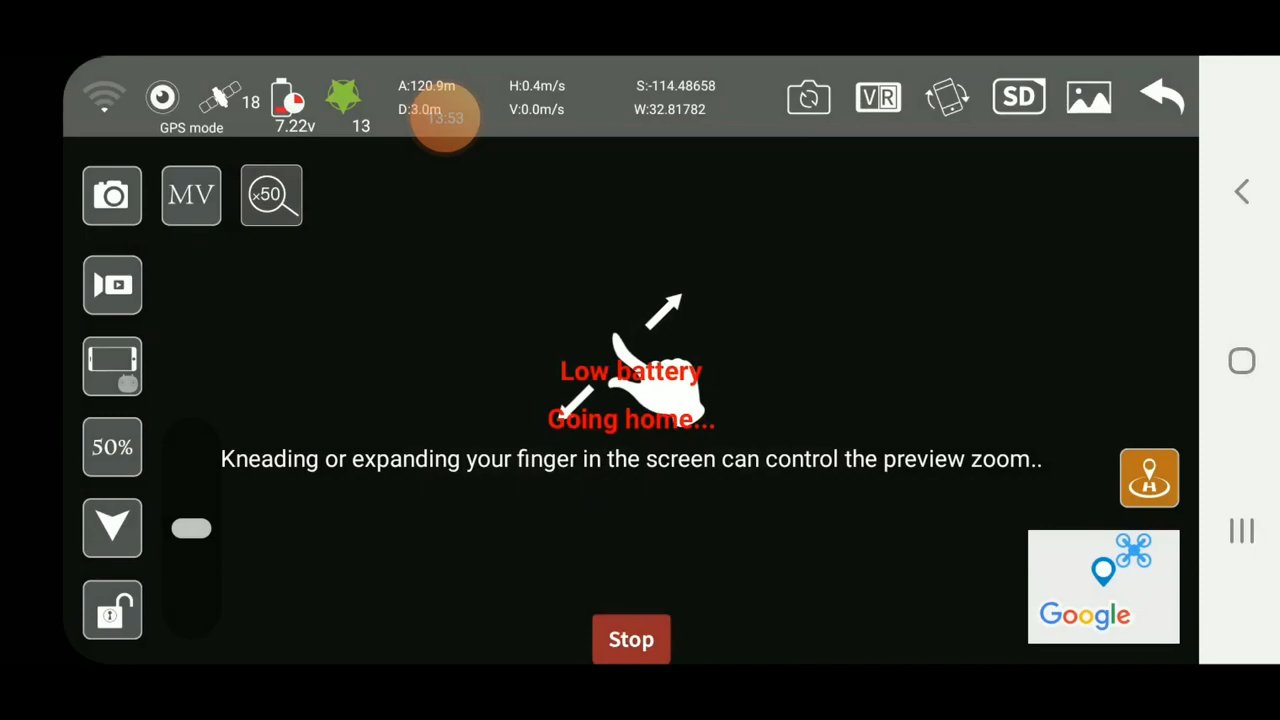 A:120.9m H:0.4m/s S:-114.48658
18
D:3.0m V:0.0m/s W:32.81782
13:53
VR
SD
GPS mode 7.22v 13
MV
x50
Low battery
Going home...
50%
Kneading or expanding your finger in the screen can control the preview zoom..
H
Google
Stop